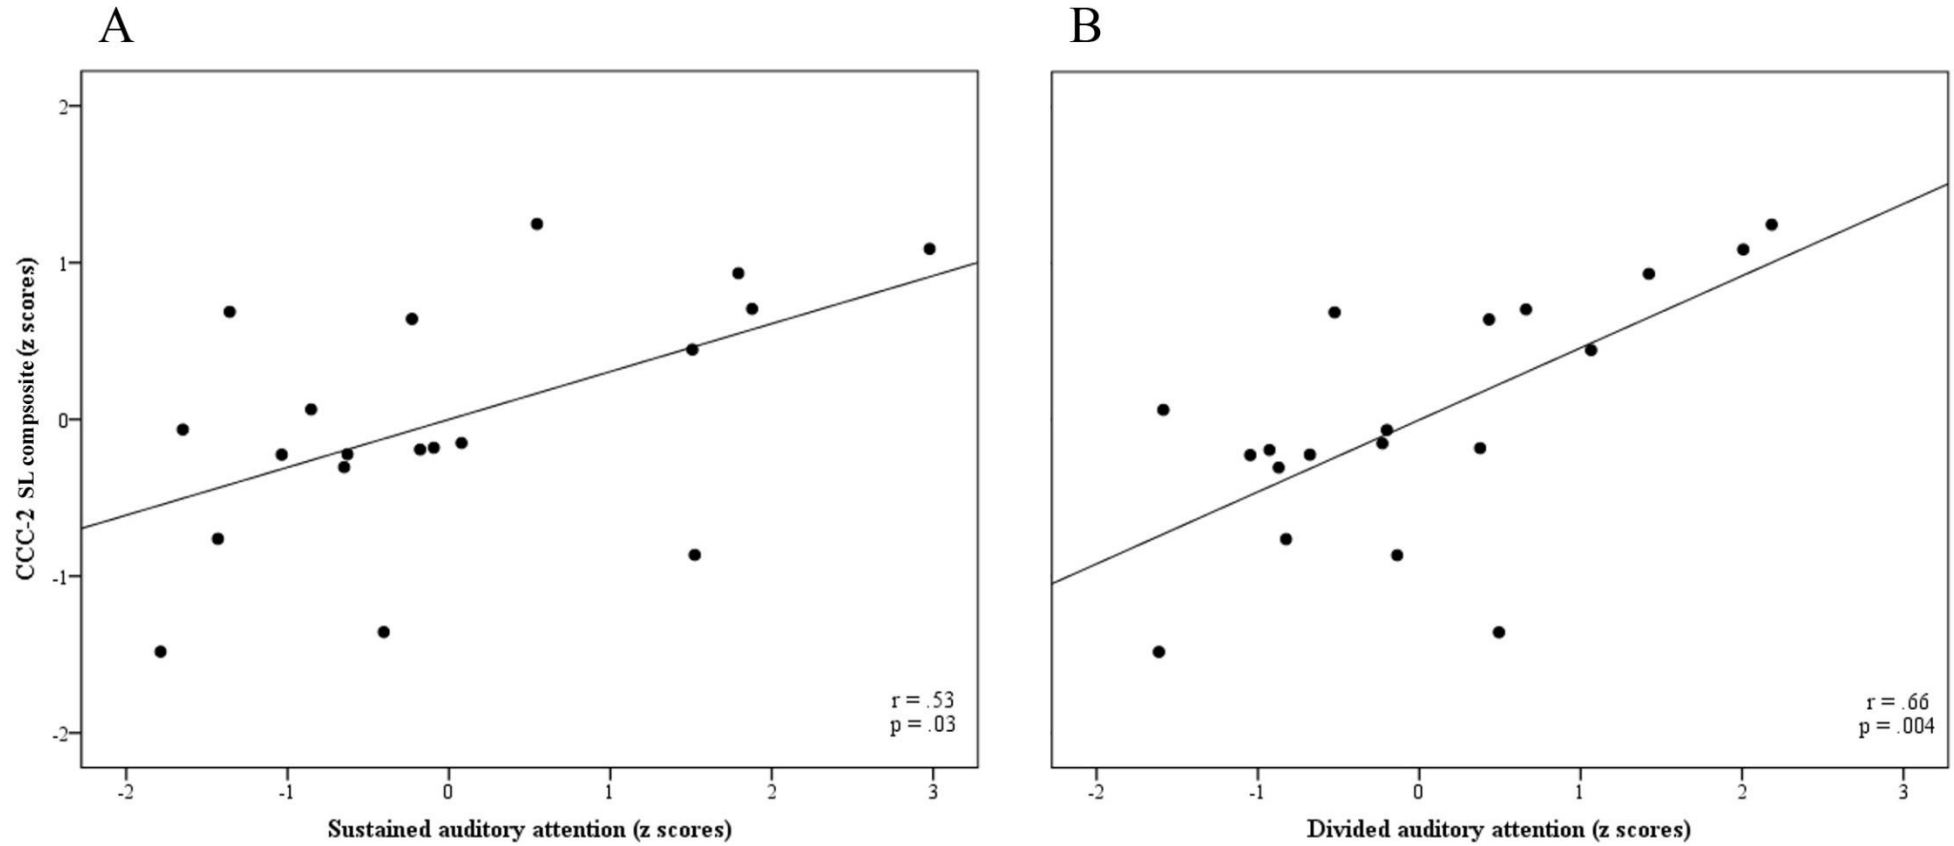 A
B
2
1
0
-1
-2
CCC-2 SL compsosite (z scores)
r = .53
p = .03
r = .66
p = .004
-2 -1 0 1 2 3
-2 -1 0 1 2 3
Sustained auditory attention (z scores)
Divided auditory attention (z scores)